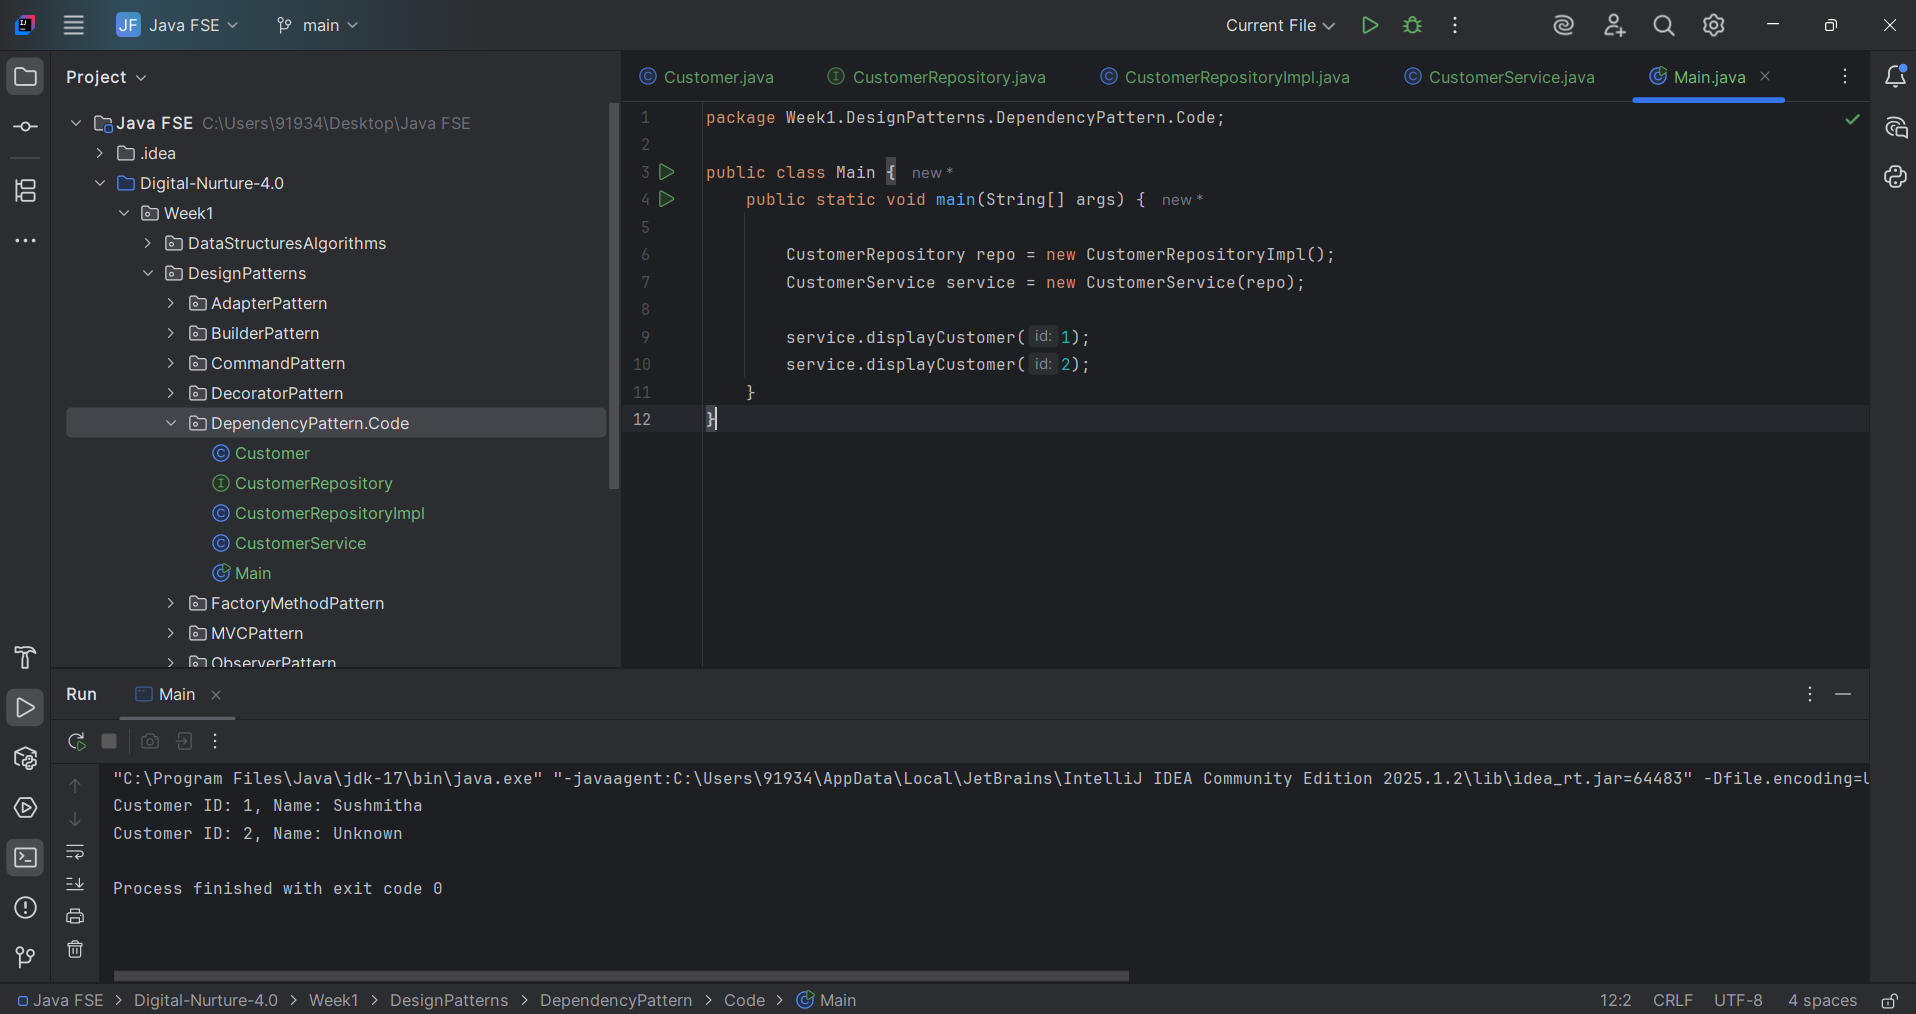 JF Java FSE main Current File
Project
Java FSE C:\Users\91934\Desktop\Java FSE
.idea
Digital-Nurture-4.0
Week1
DataStructuresAlgorithms
DesignPatterns
AdapterPattern
BuilderPattern
CommandPattern
DecoratorPattern
DependencyPattern.Code
Customer
CustomerRepository
CustomerRepositoryImpl
CustomerService
Main
FactoryMethodPattern
MVCPattern
ObserverPattern
Customer.java CustomerRepository.java CustomerRepositoryImpl.java CustomerService.java Main.java
1 package Week1.DesignPatterns.DependencyPattern.Code;
2
3 public class Main { new *
4 public static void main(String[] args) { new *
5
6 CustomerRepository repo = new CustomerRepositoryImpl();
7 CustomerService service = new CustomerService(repo);
8
9 service.displayCustomer( id: 1);
10 service.displayCustomer( id: 2);
11 }
12 }
Run Main
"C:\Program Files\Java\jdk-17\bin\java.exe" "-javaagent:C:\Users\91934\AppData\Local\JetBrains\IntelliJ IDEA Community Edition 2025.1.2\lib\idea_rt.jar=64483" -Dfile.encoding=U
Customer ID: 1, Name: Sushmitha
Customer ID: 2, Name: Unknown
Process finished with exit code 0
Java FSE > Digital-Nurture-4.0 > Week1 > DesignPatterns > DependencyPattern > Code > Main 12:2 CRLF UTF-8 4 spaces